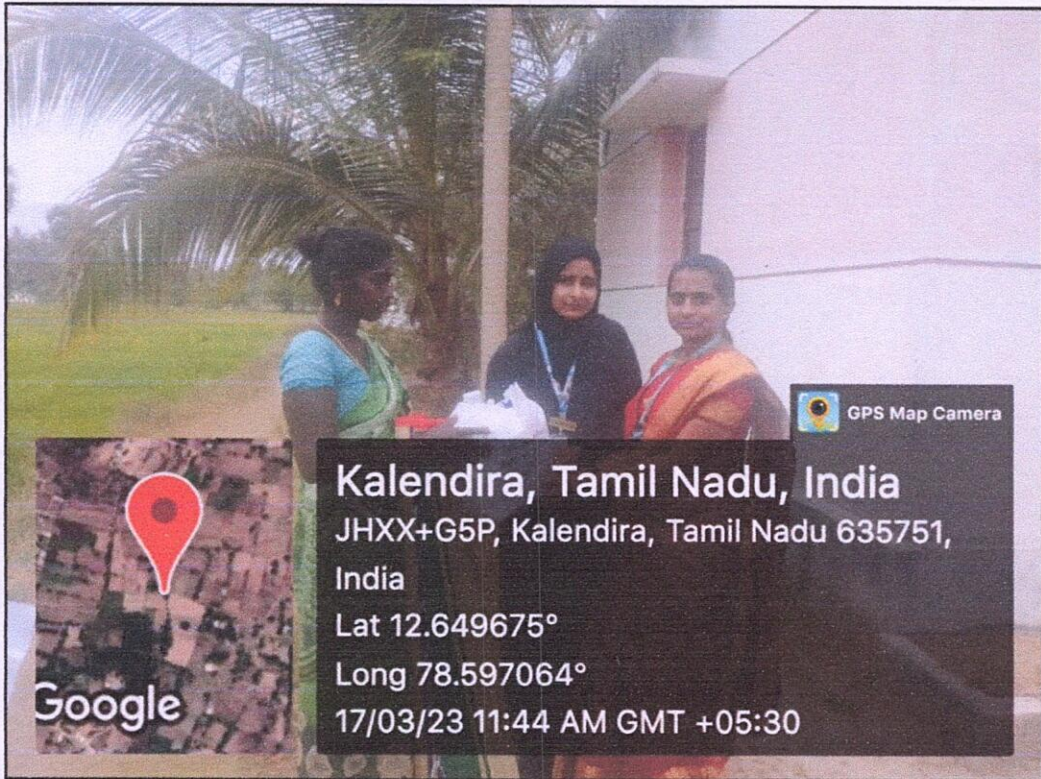 GPS Map Camera
Kalendira, Tamil Nadu, India
JHXX+G5P, Kalendira, Tamil Nadu 635751,
India
Lat 12.649675°
Long 78.597064°
17/03/23 11:44 AM GMT +05:30
Google